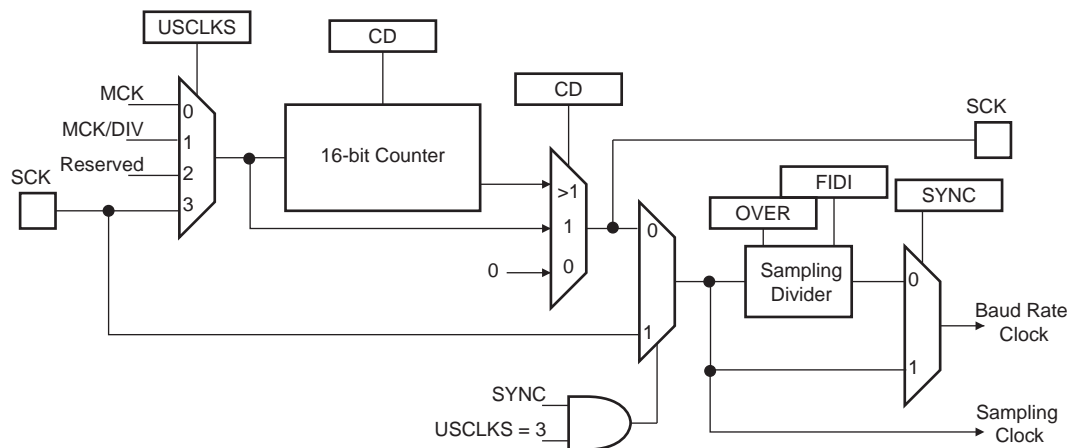 USCLKS
CD
CD
SCK
MCK
0
MCK/DIV
1
Reserved
2
SCK
3
16-bit Counter
>1
1
0
0
FIDI
OVER
SYNC
0
Sampling
Divider
0
1
Baud Rate
Clock
1
SYNC
USCLKS = 3
Sampling
Clock